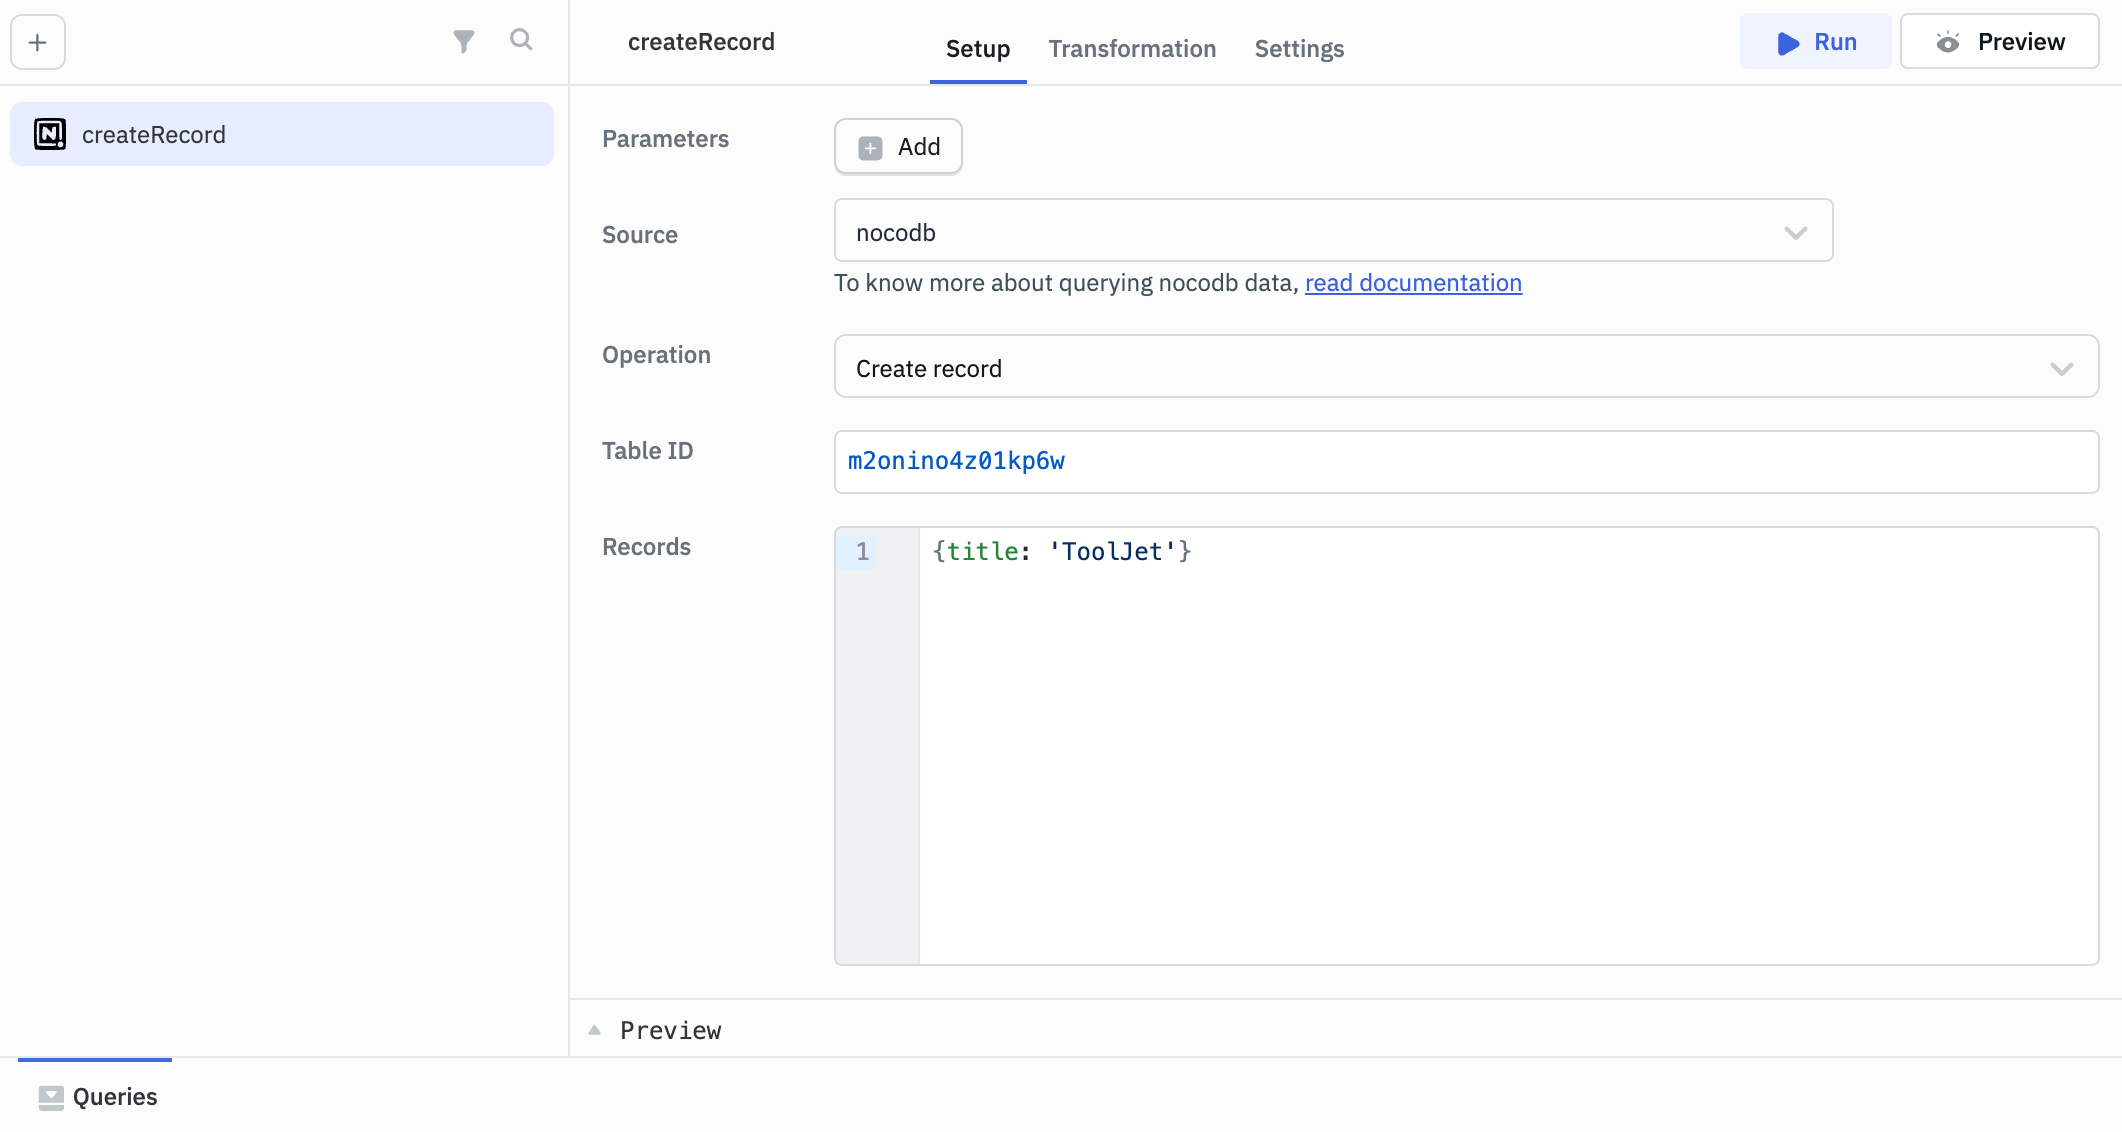 createRecord
createRecord
Setup
Transformation
Settings
Run
Preview
Parameters
Add
Source
nocodb
To know more about querying nocodb data, read documentation
Operation
Create record
Table ID
m2onino4z01kp6w
Records
1
{title: 'ToolJet'}
Preview
Queries